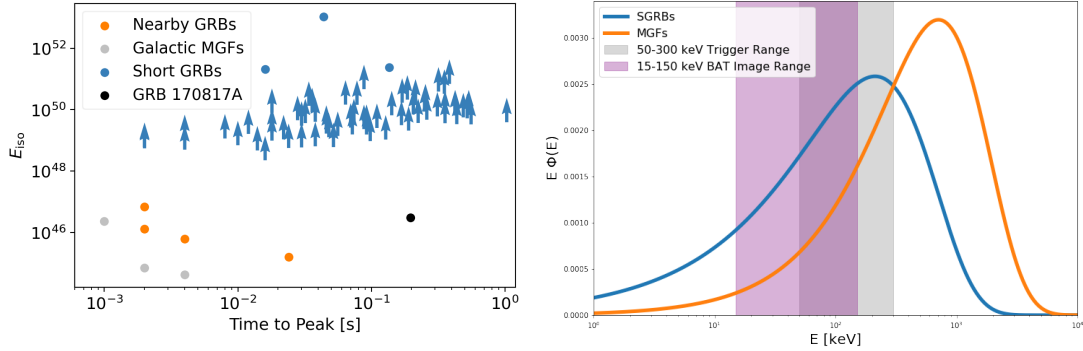 Nearby GRBs
Galactic MGFs
Short GRBs
GRB 170817A
10^52
10^50
10^48
10^46
E_iso
10^−3
10^−2
10^−1
10^0
Time to Peak [s]
SGRBs
MGFs
50-300 keV Trigger Range
15-150 keV BAT Image Range
0.0030
0.0025
0.0020
0.0015
0.0010
0.0005
0.0000
E Φ(E)
10^0
10^1
10^2
10^3
10^4
E [keV]